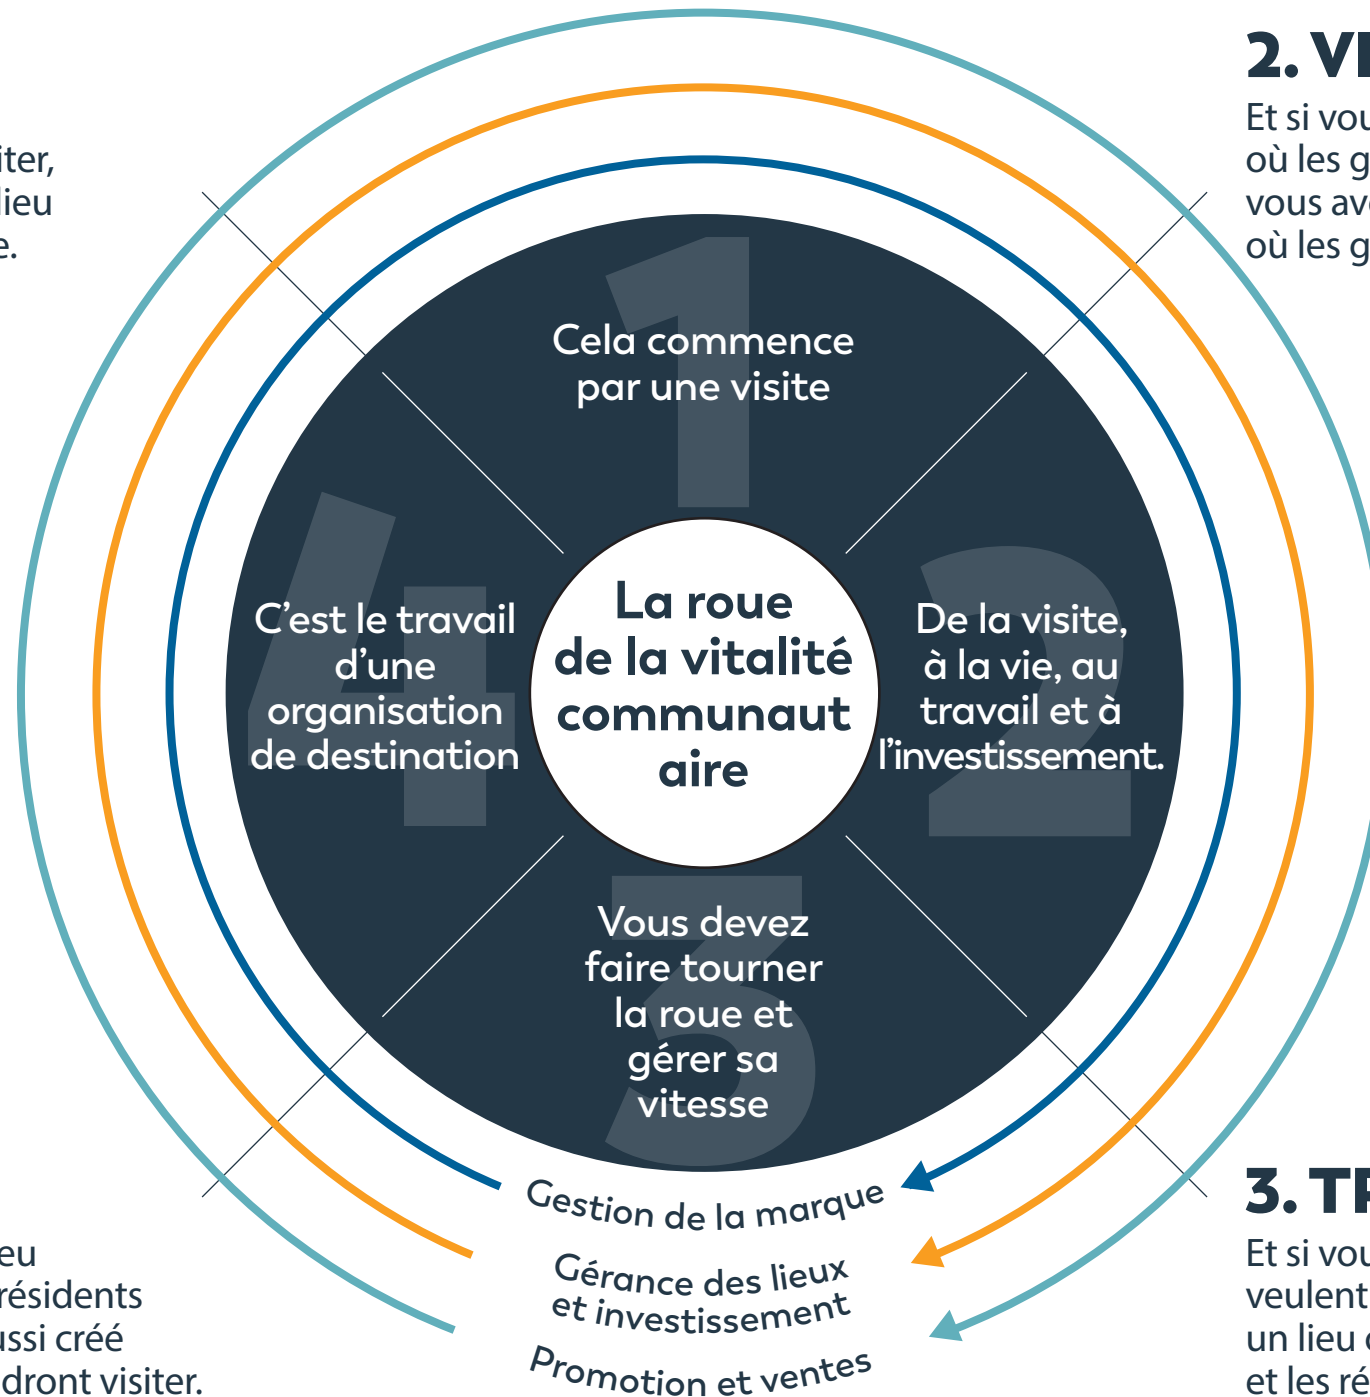 iter,
lieu
e.
2. VI
Et si vou
où les g
vous av
où les g
1
Cela commence
par une visite
4
C’est le travail
d’une
organisation
de destination
La roue
de la vitalité
communaut
aire
2
De la visite,
à la vie, au
travail et à
l’investissement.
3
Vous devez
faire tourner
la roue et
gérer sa
vitesse
Gestion de la marque
Gérance des lieux
et investissement
Promotion et ventes
eu
résidents
ussi créé
dront visiter.
3. TR
Et si vou
veulent
un lieu
et les ré